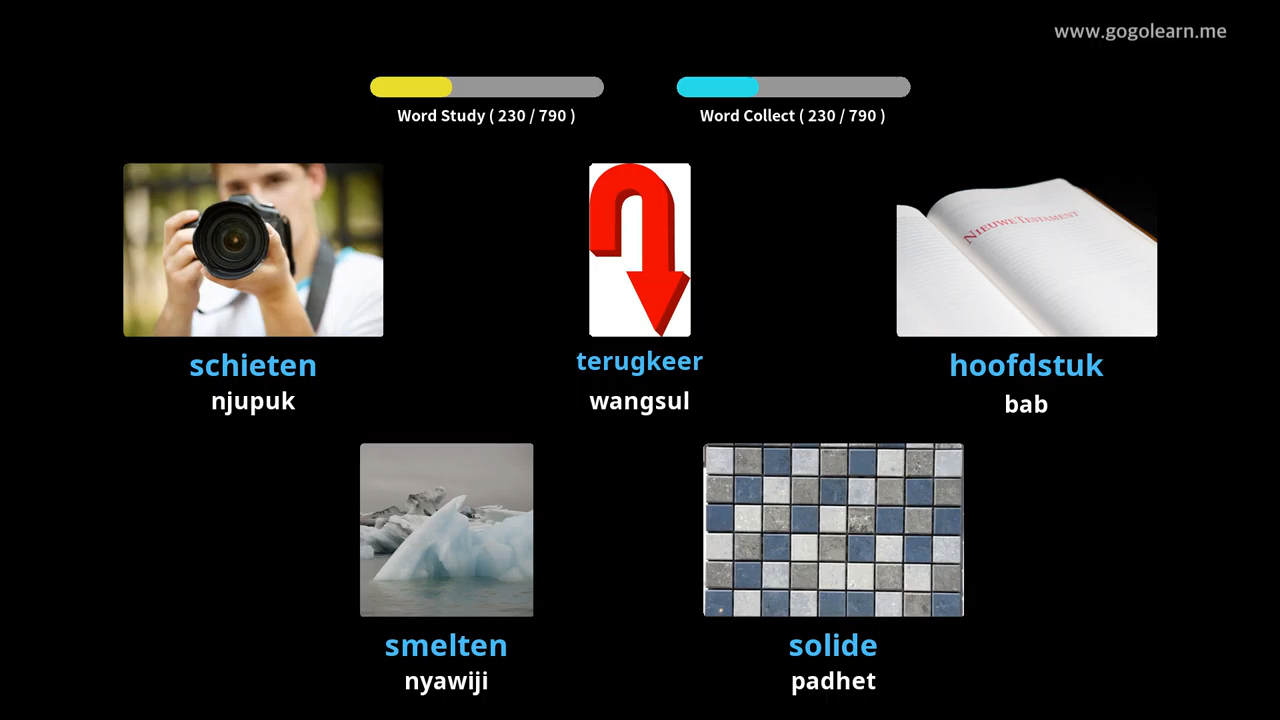 www.gogolearn.me
Word Study ( 230 / 790 )
Word Collect ( 230 / 790 )
NIEUWE TESTAMENT
schieten
njupuk
terugkeer
wangsul
hoofdstuk
bab
smelten
nyawiji
solide
padhet